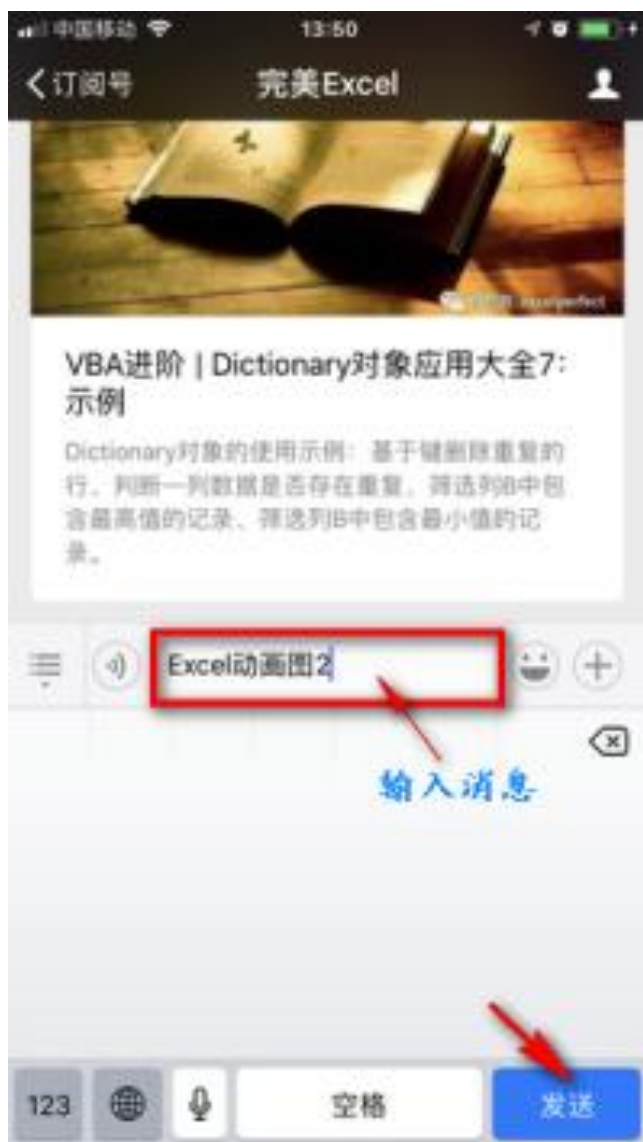 中国移动
13:50
订阅号
完美Excel
VBA进阶 | Dictionary对象应用大全7:
示例
Dictionary对象的使用示例：基于键删除重复的
行、判断一列数据是否存在重复、筛选列B中包
含最高值的记录、筛选列B中包含最小值的记
录。
Excel动画图2
输入消息
123
空格
发送